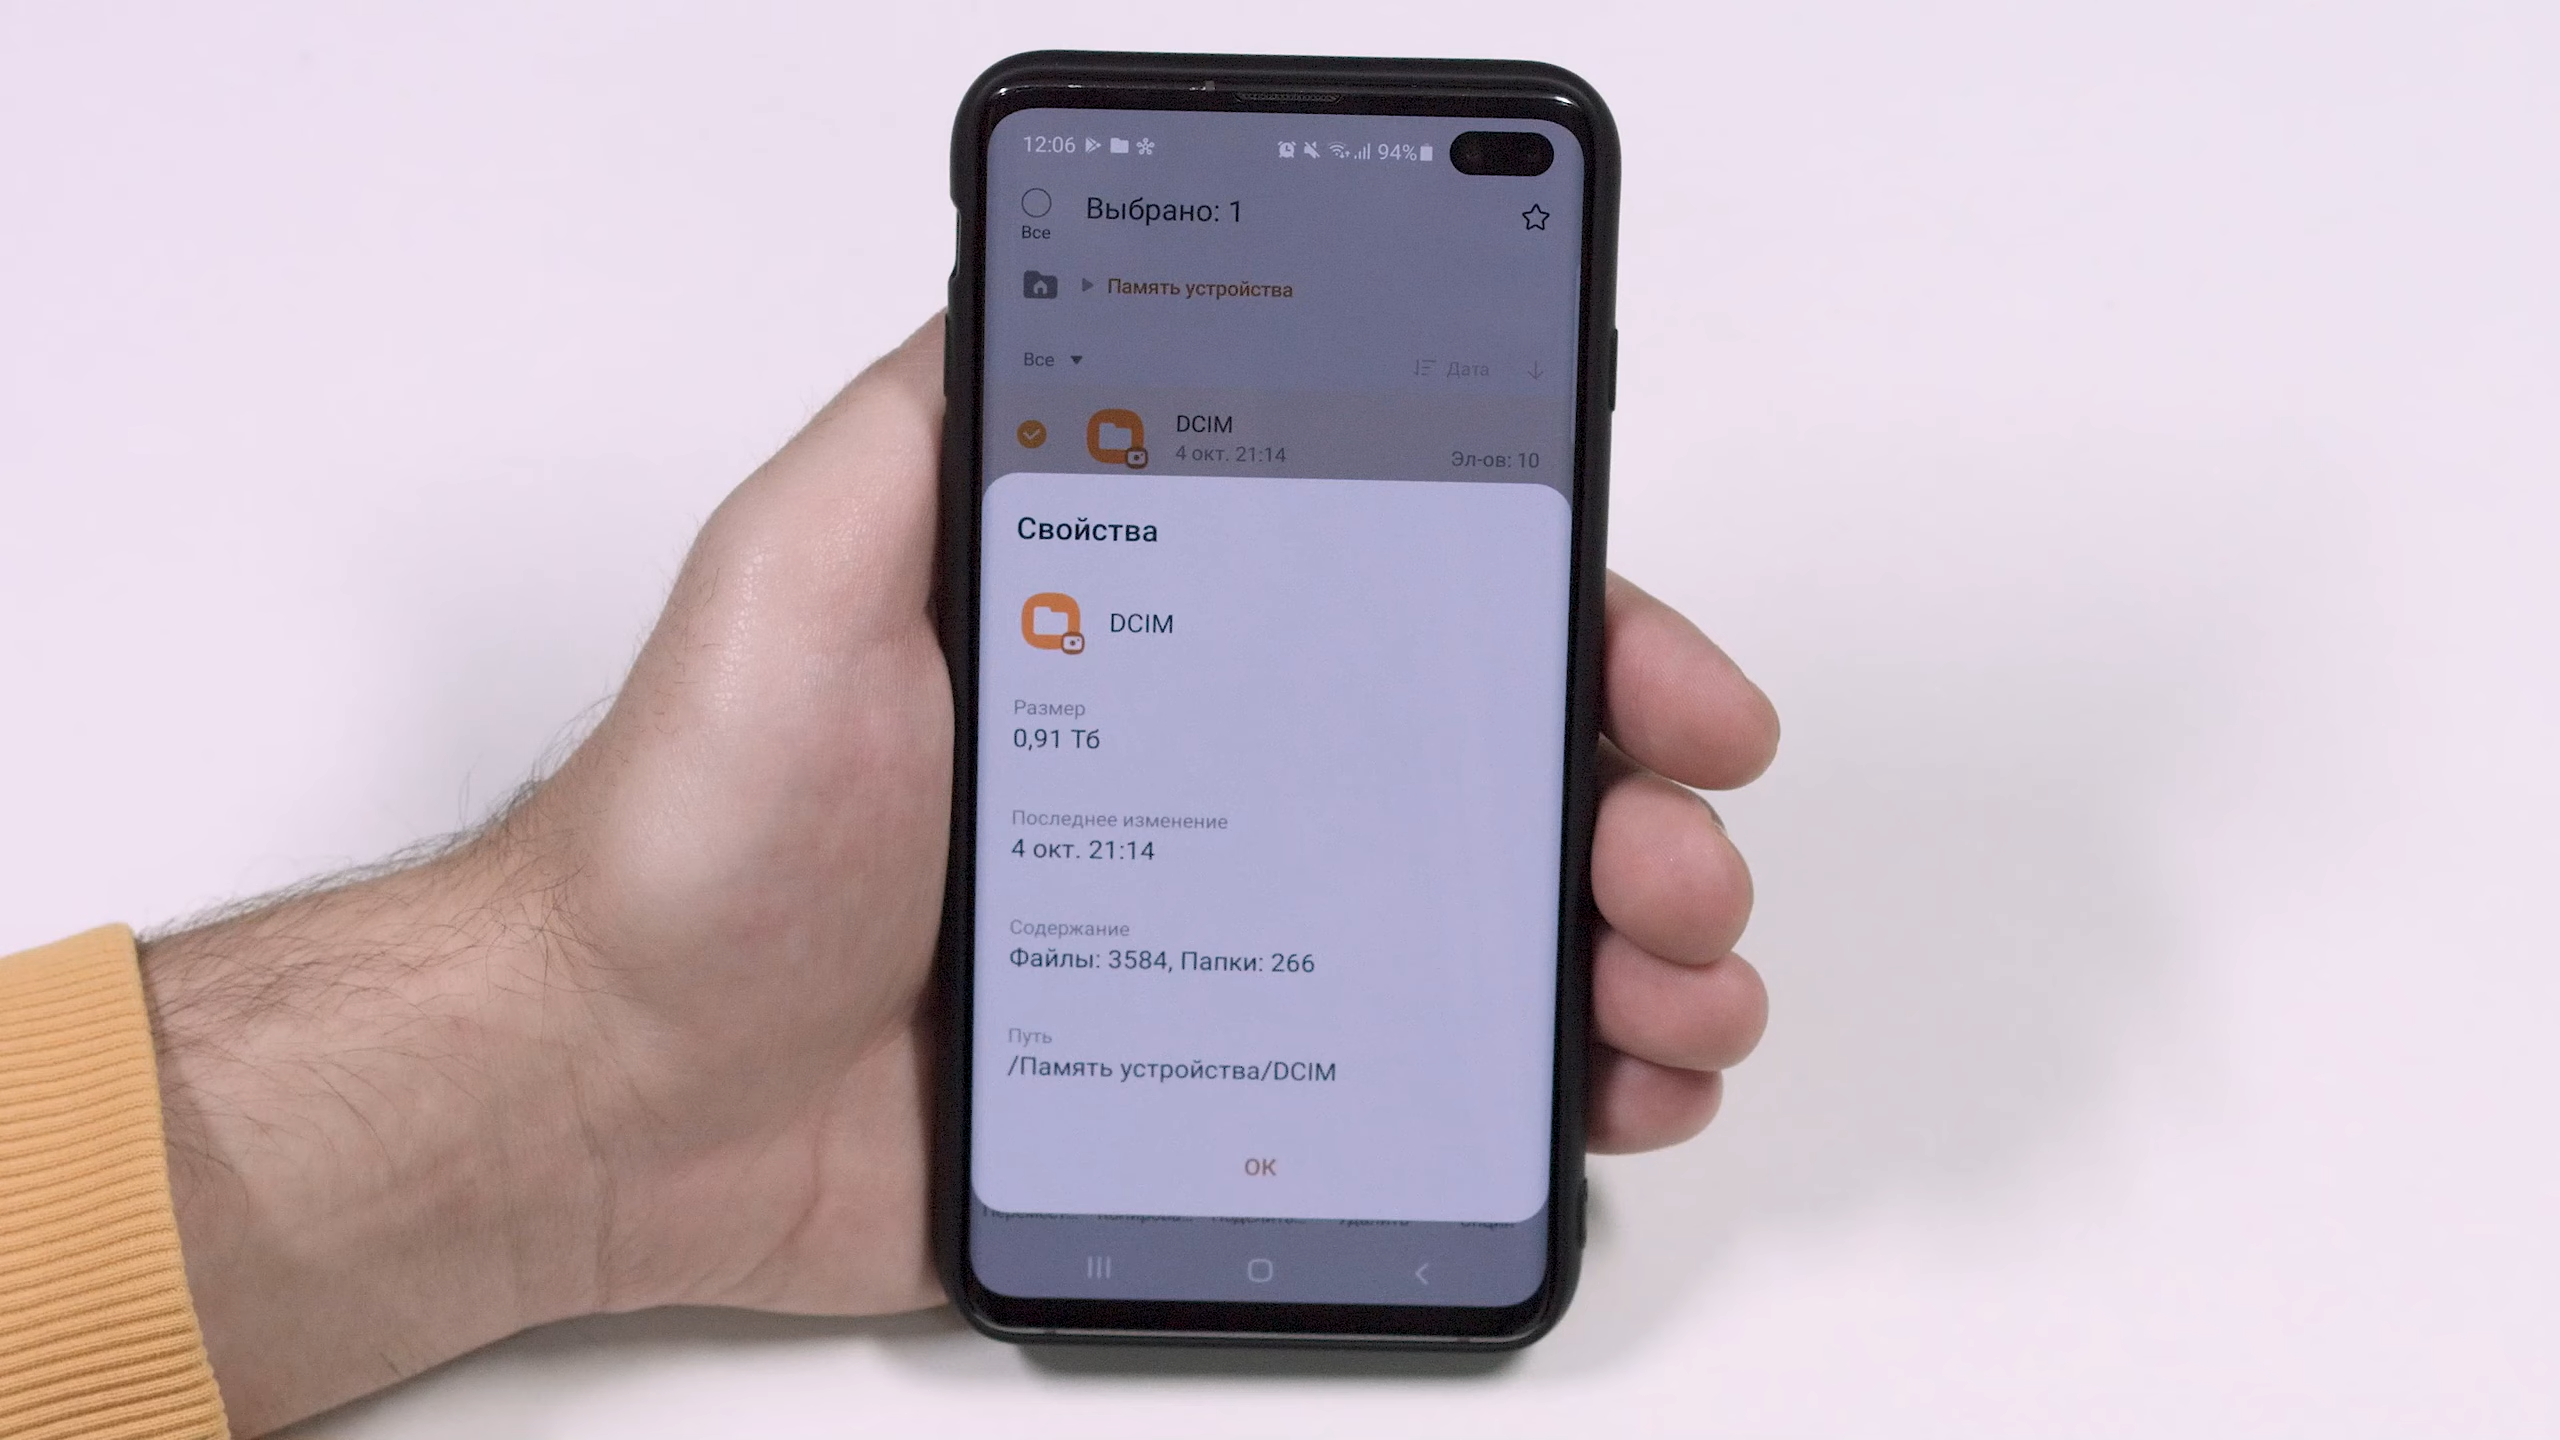 12:06 94%
Выбрано: 1
Все
Память устройства
Все Дата
DCIM
4 окт. 21:14 Эл-ов: 10
Свойства
DCIM
Размер
0,91 Тб
Последнее изменение
4 окт. 21:14
Содержание
Файлы: 3584, Папки: 266
Путь
/Память устройства/DCIM
ОК